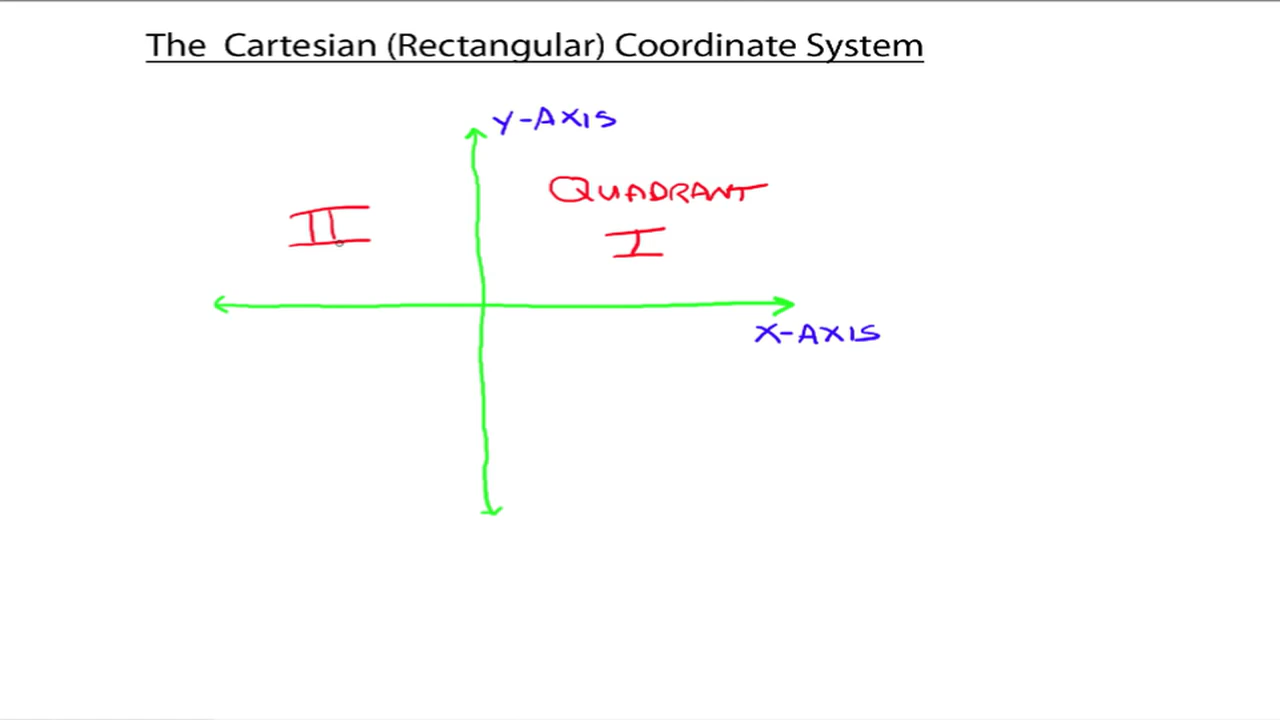 The Cartesian (Rectangular) Coordinate System
Y-AXIS
QUADRANT
I
II
X-AXIS